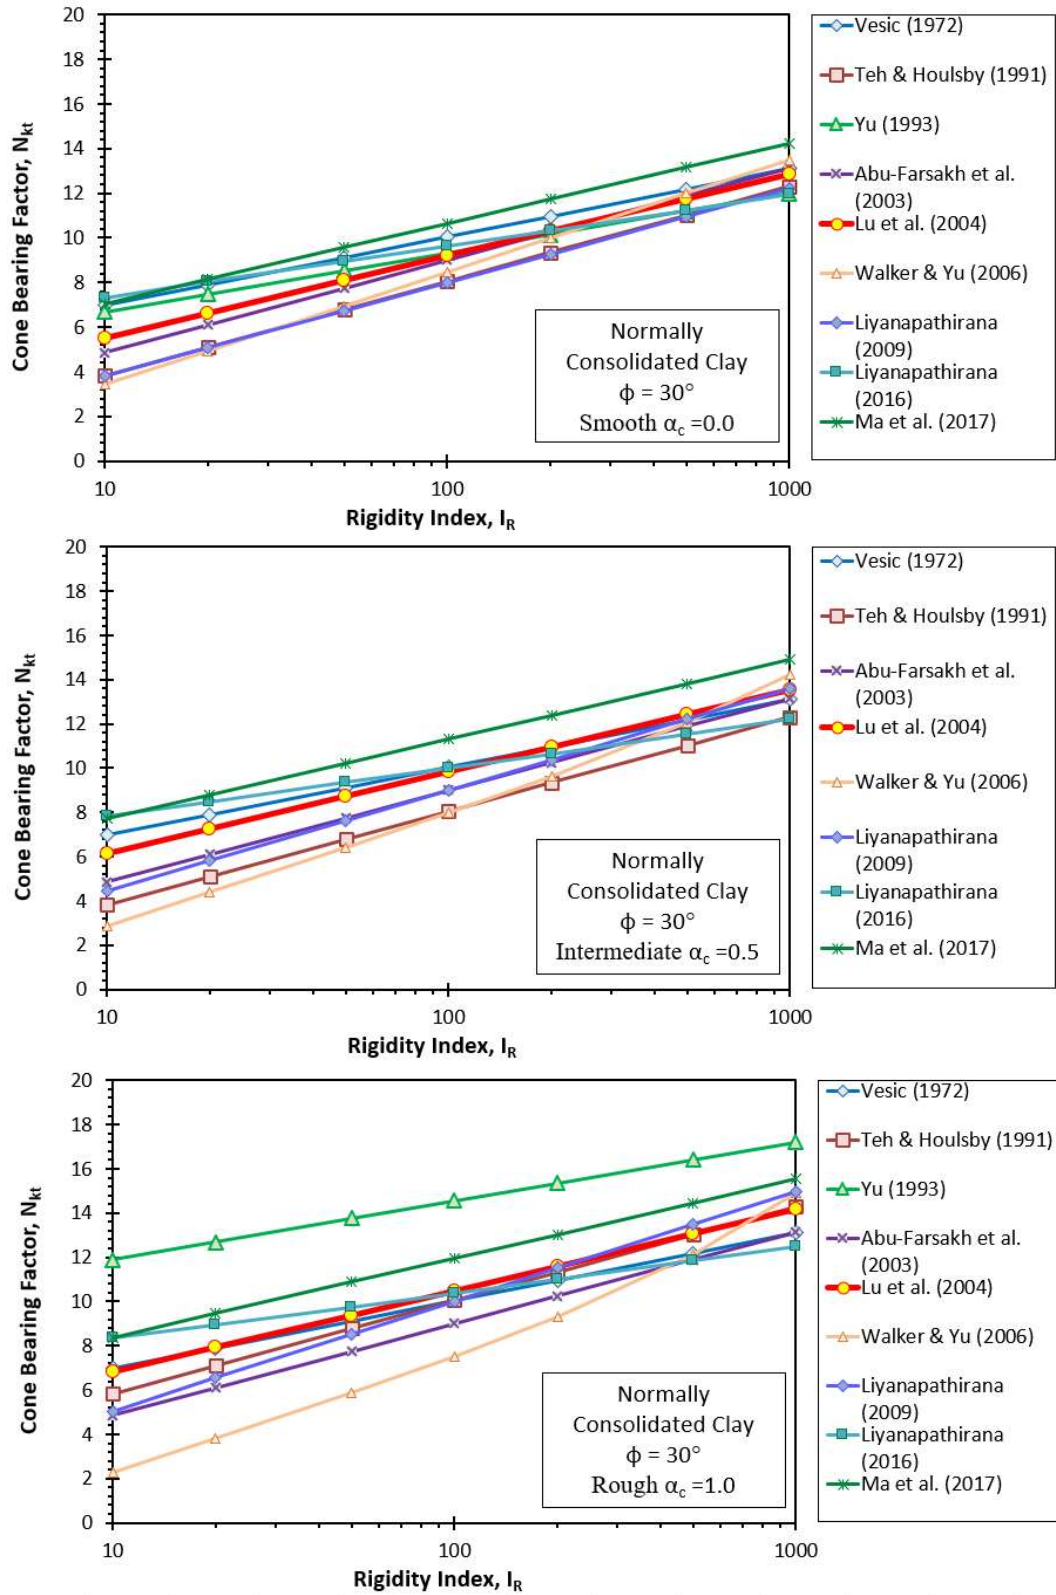 20
18
16
14
12
10
8
6
4
2
0
Cone Bearing Factor, Nkt
10
100
1000
Rigidity Index, IR
Normally
Consolidated Clay
ϕ = 30°
Smooth αc =0.0
Vesic (1972)
Teh & Houlsby (1991)
Yu (1993)
Abu-Farsakh et al.
(2003)
Lu et al. (2004)
Walker & Yu (2006)
Liyanapathirana
(2009)
Liyanapathirana
(2016)
Ma et al. (2017)
20
18
16
14
12
10
8
6
4
2
0
Cone Bearing Factor, Nkt
10
100
1000
Rigidity Index, IR
Normally
Consolidated Clay
ϕ = 30°
Intermediate αc =0.5
Vesic (1972)
Teh & Houlsby (1991)
Abu-Farsakh et al.
(2003)
Lu et al. (2004)
Walker & Yu (2006)
Liyanapathirana
(2009)
Liyanapathirana
(2016)
Ma et al. (2017)
20
18
16
14
12
10
8
6
4
2
0
Cone Bearing Factor, Nkt
10
100
1000
Rigidity Index, IR
Normally
Consolidated Clay
ϕ = 30°
Rough αc =1.0
Vesic (1972)
Teh & Houlsby (1991)
Yu (1993)
Abu-Farsakh et al.
(2003)
Lu et al. (2004)
Walker & Yu (2006)
Liyanapathirana
(2009)
Liyanapathirana
(2016)
Ma et al. (2017)